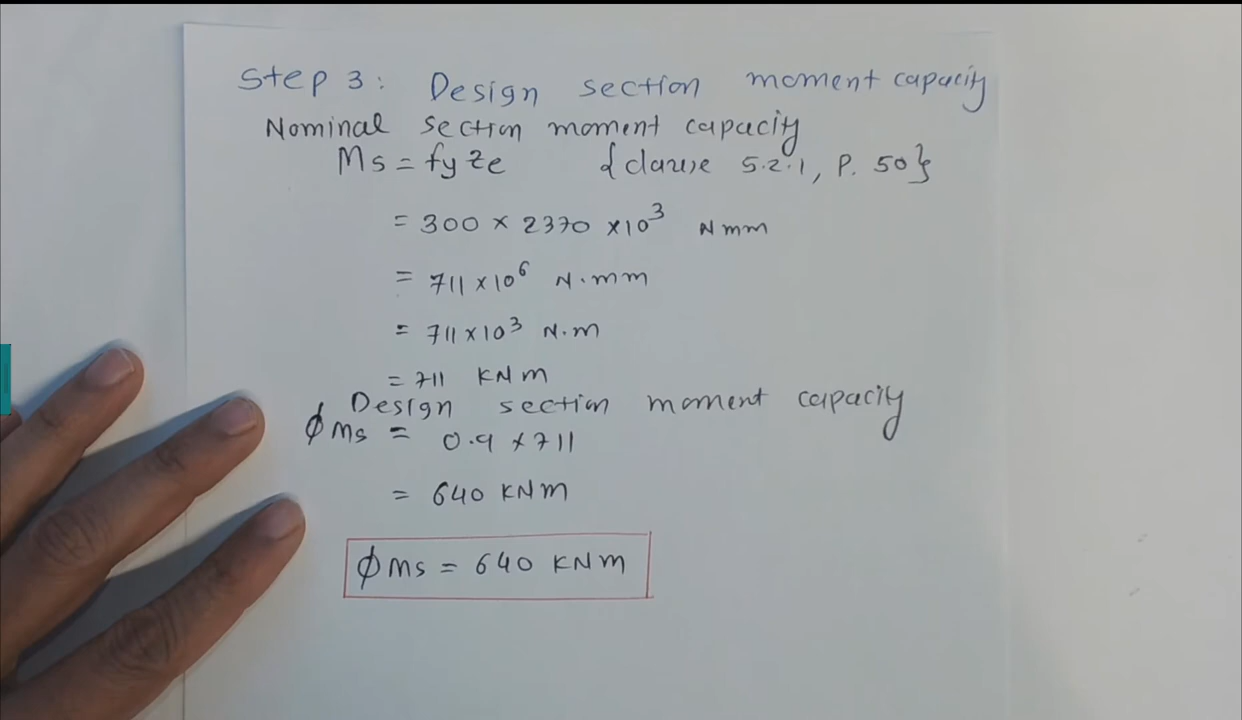 Step 3: Design section moment capacity
Nominal section moment capacity
Ms = fy Ze {clause 5.2.1, P. 50}
= 300 × 2370 × 10³ Nmm
= 711 × 10⁶ N.mm
= 711 × 10³ N.m
= 711 KNm
Design section moment capacity
ϕMs = 0.9 × 711
= 640 KNm
ϕMs = 640 KNm